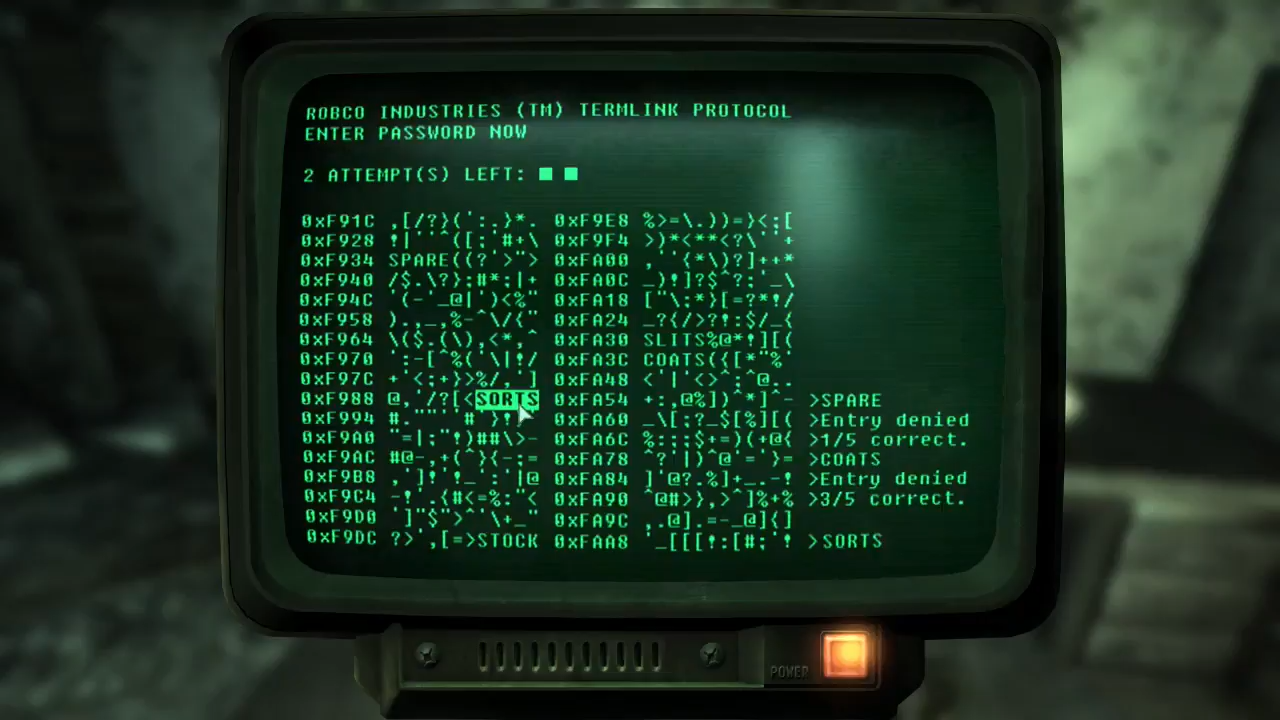 ROBCO INDUSTRIES (TM) TERMLINK PROTOCOL
ENTER PASSWORD NOW
2 ATTEMPT(S) LEFT: ■ ■
0xF91C ,[/?}(':.}*. 0xF9E8 %>=\.))=}<;[
0xF928 0xF9F4 >)*<**<?\''+
0xF934 SPARE((?'>"> 0xFA00 ,''{*\)?]++*
0xF940 /$.\?};#*:|+ 0xFA0C _)!]?$^?;'_\
0xF94C '(-'_@|')<%" 0xFA18 ["\;*}[=?*!/
0xF958 ).,_,%-^\/{" 0xFA24 _?{/>?!:$/_{
0xF964 \($.(\),<*,^ 0xFA30 SLITS%@*!][(
0xF970 ':-[^%('\|!/ 0xFA3C COATS({[*"%'
0xF97C +'<;+}>%/,'] 0xFA48 <'|'<>^;^@..
0xF988 @,'/?[<SORTS 0xFA54 +:,@%])^*]^- >SPARE
0xF994 0xFA60 _\[;?_$[%][( >Entry denied
0xF9A0 "=|;"!)##\>- 0xFA6C %:;;$+=)(+@{ >1/5 correct.
0xF9AC #@-,+(^}{-;= 0xFA78 ^?'|)^@'='}= >COATS
0xF9B8 ,']!'!_:'|@ 0xFA84 ]'@?.%]+_.-! >Entry denied
0xF9C4 -!'.{#<=%:"< 0xFA90 ^@#>},>^]%+% >3/5 correct.
0xF9D0 ']"$">^'\+_" 0xFA9C ,.@].=-_@]{]
0xF9DC ?>',[=>STOCK 0xFAA8 '_[[[!:[#;'! >SORTS
POWER